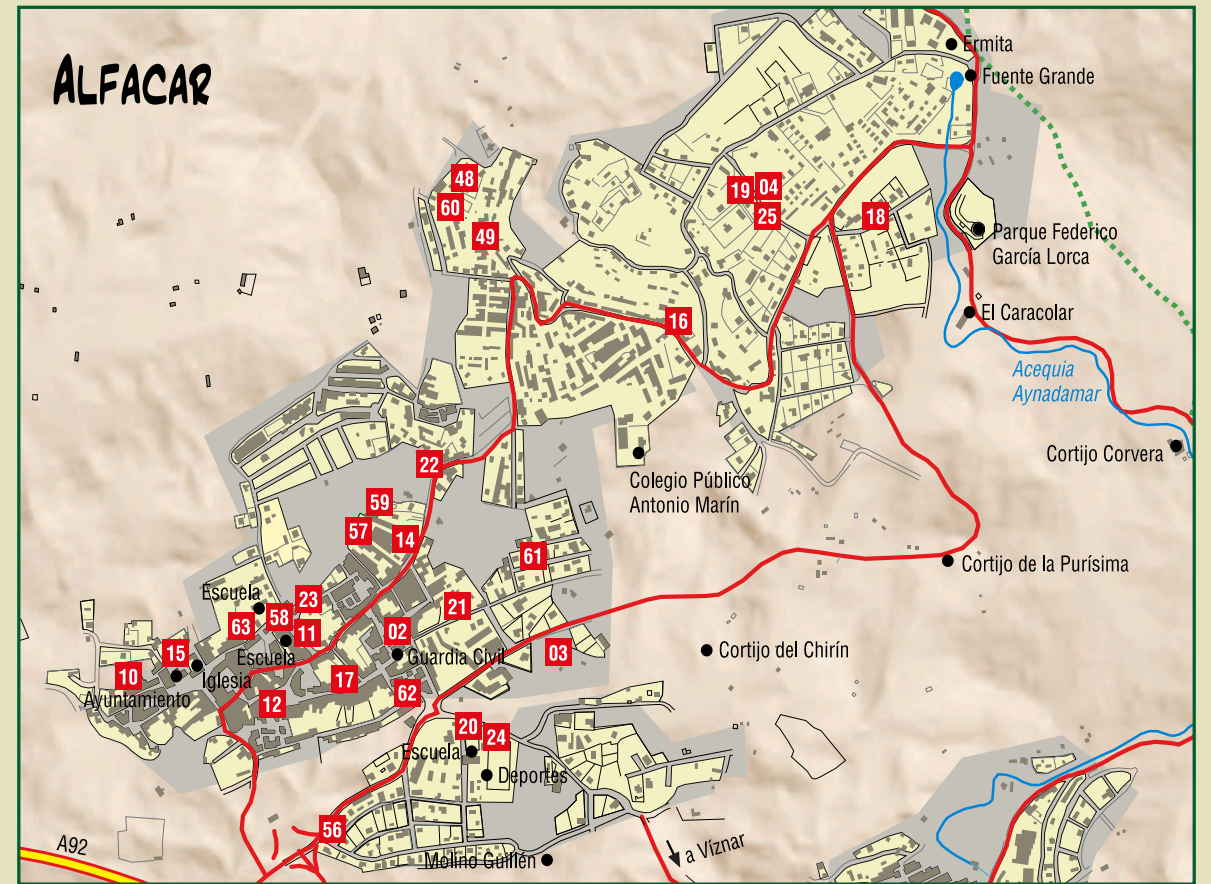 ALFACAR
Ermita
Fuente Grande
48
19
04
60
25
18
49
Parque Federico
García Lorca
16
El Caracolar
Acequia
Aynadamar
Cortijo Corvera
22
Colegio Público
Antonio Marín
59
57
14
61
Cortijo de la Purísima
Escuela
23
21
58
63
11
02
15
Escuela
Guardia Civil
03
Cortijo del Chirín
10
Iglesia
17
Ayuntamiento
62
12
20
24
Escuela
Deportes
56
A92
Molino Guillén
a Víznar